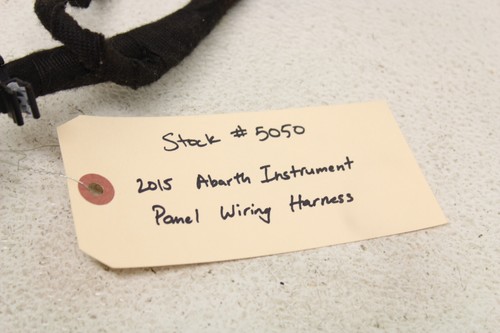 Stock # 5050
2015 Abarth Instrument
Panel Wiring Harness